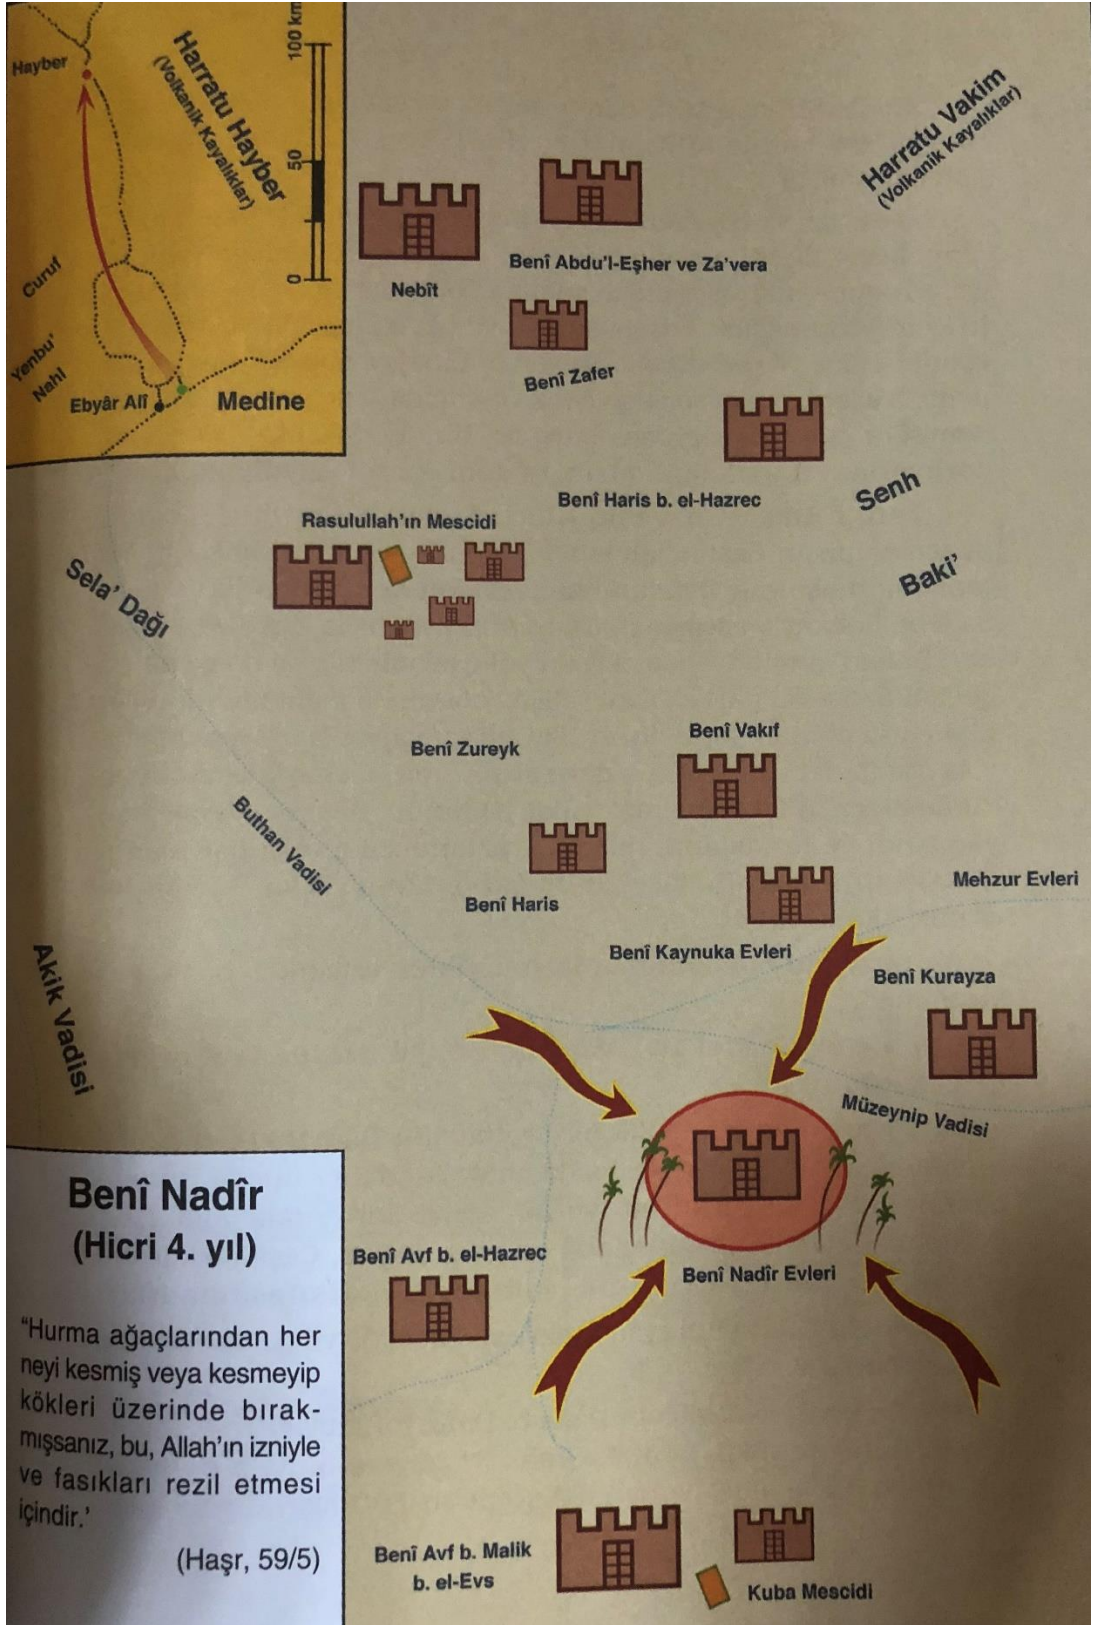 Hayber
Harratu Hayber
(Volkanik Kayalıklar)
100 km
50
0
Curuf
Yenbu'
Nahl
Ebyâr Alî
Medine
Harratu Vakim
(Volkanik Kayalıklar)
Nebît
Benî Abdu'l-Eşher ve Za'vera
Benî Zafer
Benî Haris b. el-Hazrec
Senh
Rasulullah'ın Mescidi
Baki'
Sela' Dağı
Benî Zureyk
Benî Vakıf
Buthan Vadisi
Benî Haris
Mehzur Evleri
Benî Kaynuka Evleri
Benî Kurayza
Akik Vadisi
Müzeynip Vadisi
Benî Nadîr Evleri
Benî Avf b. el-Hazrec
Benî Nadîr
(Hicri 4. yıl)
"Hurma ağaçlarından her
neyi kesmiş veya kesmeyip
kökleri üzerinde bırak-
mışsanız, bu, Allah'ın izniyle
ve fasıkları rezil etmesi
içindir.'
(Haşr, 59/5)
Benî Avf b. Malik
b. el-Evs
Kuba Mescidi